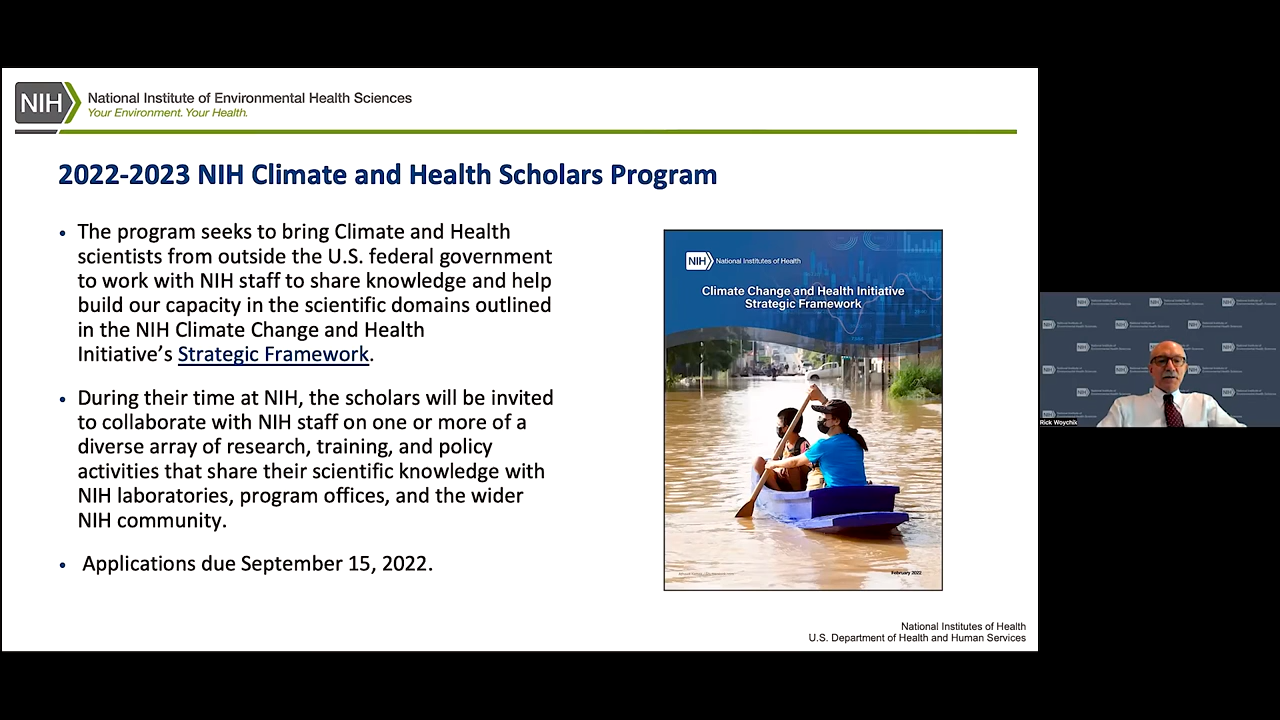 NIH
National Institute of Environmental Health Sciences
Your Environment. Your Health.
2022-2023 NIH Climate and Health Scholars Program
• The program seeks to bring Climate and Health
scientists from outside the U.S. federal government
to work with NIH staff to share knowledge and help
build our capacity in the scientific domains outlined
in the NIH Climate Change and Health
Initiative’s Strategic Framework.
• During their time at NIH, the scholars will be invited
to collaborate with NIH staff on one or more of a
diverse array of research, training, and policy
activities that share their scientific knowledge with
NIH laboratories, program offices, and the wider
NIH community.
• Applications due September 15, 2022.
NIH National Institutes of Health
Climate Change and Health Initiative
Strategic Framework
February 2022
National Institutes of Health
U.S. Department of Health and Human Services
Rick Woychik